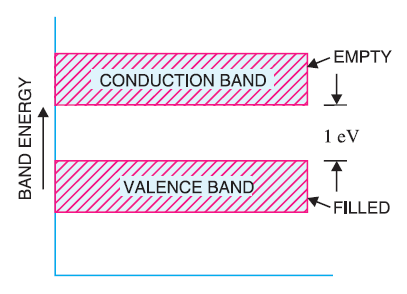 EMPTY
CONDUCTION BAND
1 eV
VALENCE BAND
FILLED
BAND ENERGY